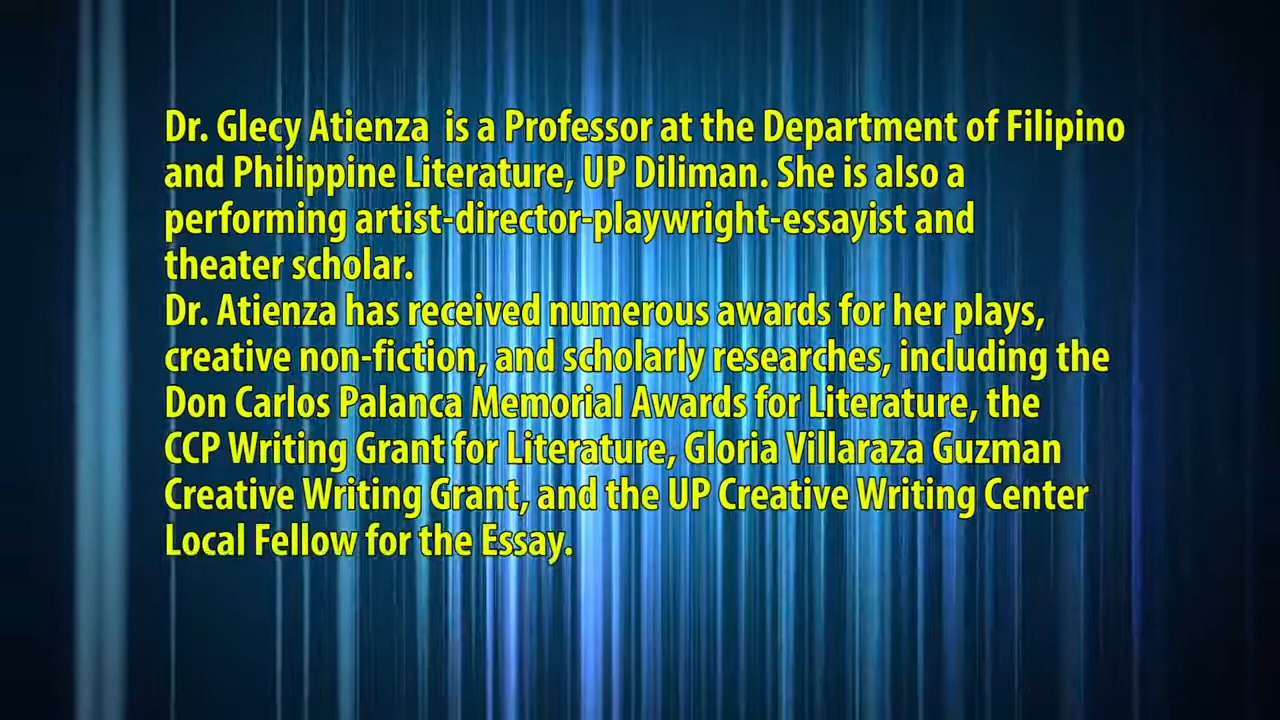 Dr. Glecy Atienza  is a Professor at the Department of Filipino
and Philippine Literature, UP Diliman. She is also a
performing artist-director-playwright-essayist and
theater scholar.
Dr. Atienza has received numerous awards for her plays,
creative non-fiction, and scholarly researches, including the
Don Carlos Palanca Memorial Awards for Literature, the
CCP Writing Grant for Literature, Gloria Villaraza Guzman
Creative Writing Grant, and the UP Creative Writing Center
Local Fellow for the Essay.